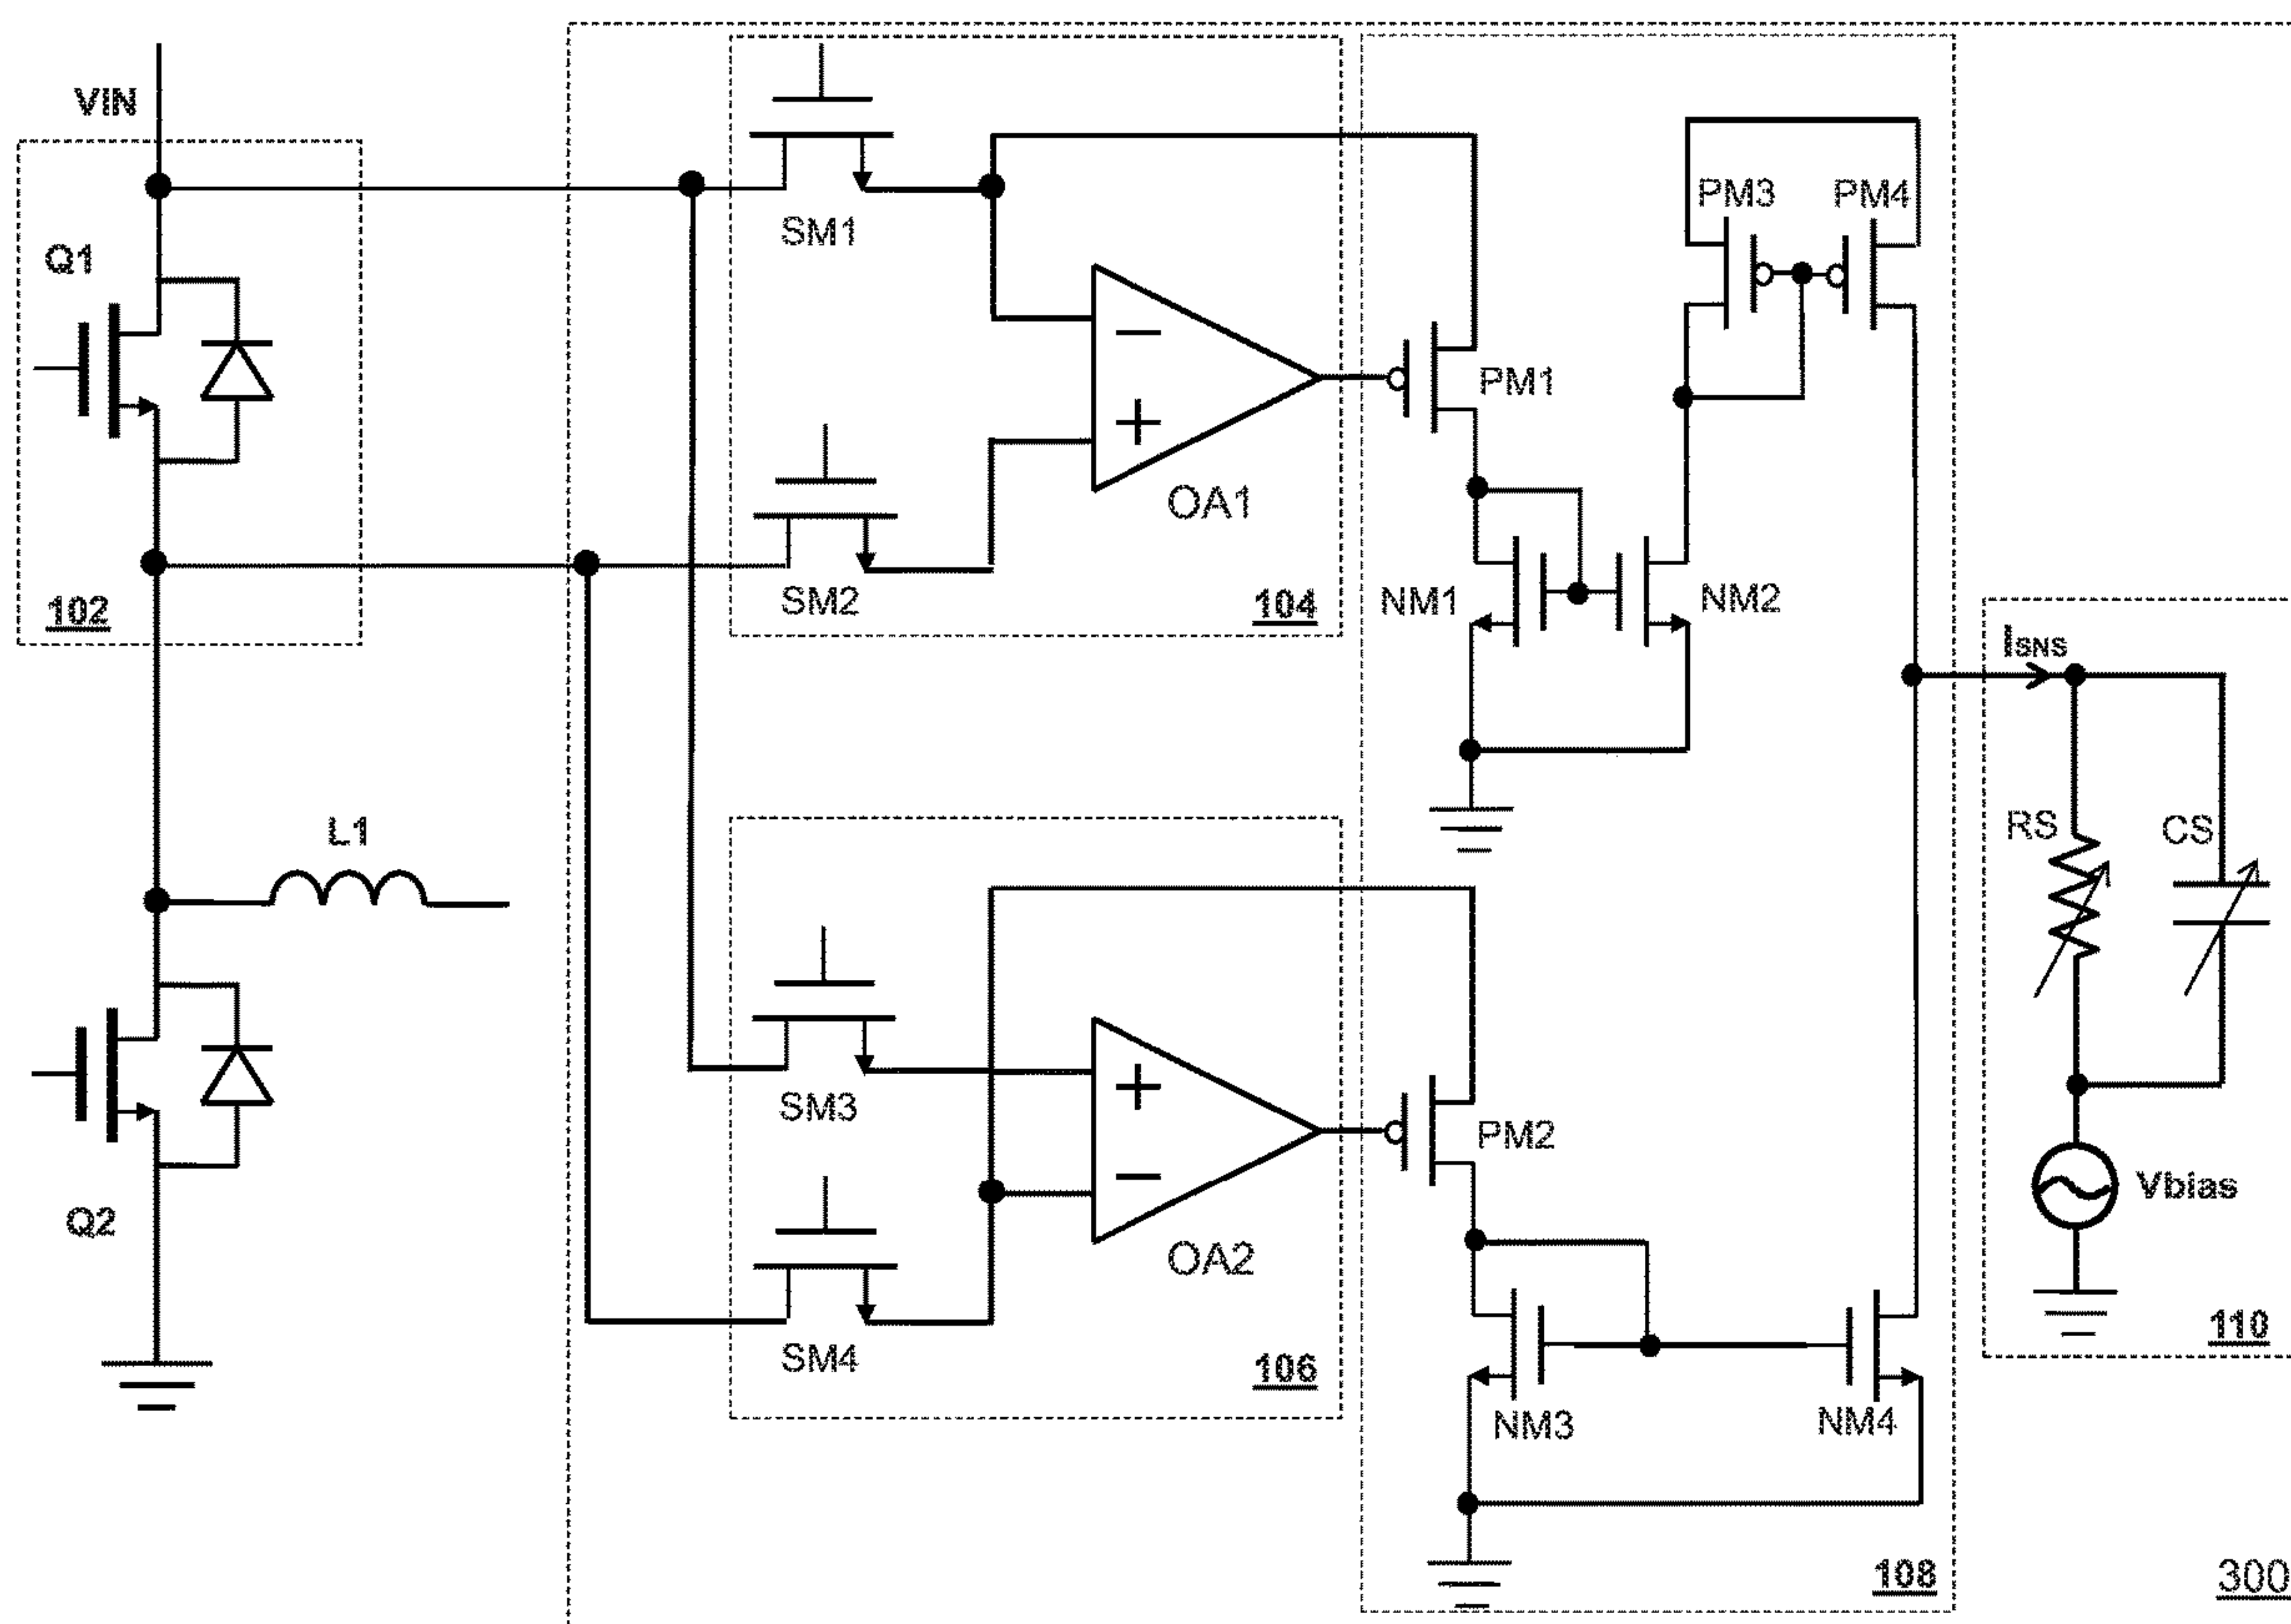 VIN
Q1
102
SM1
SM2
−
+
OA1
104
PM1
NM1
NM2
PM3
PM4
ISNS
RS
CS
Vbias
110
L1
Q2
SM3
SM4
+
−
OA2
106
PM2
NM3
NM4
108
300